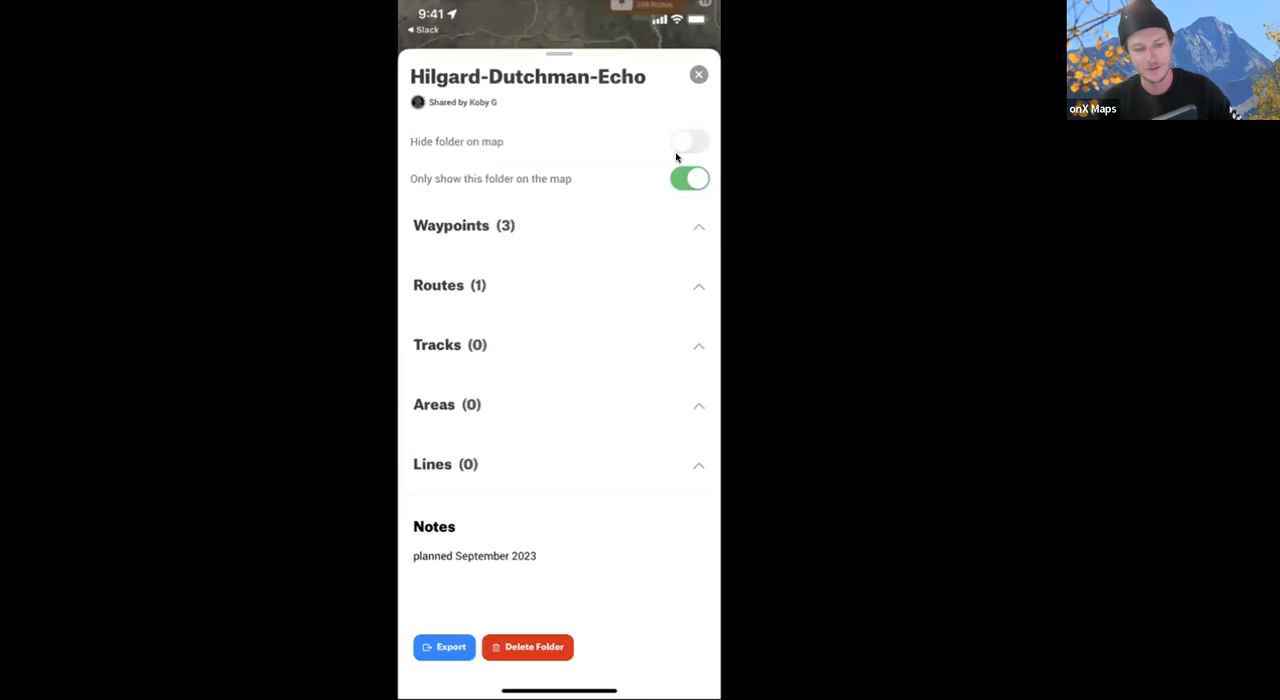 9:41
Slack
Hilgard-Dutchman-Echo
Shared by Koby G
Hide folder on map
Only show this folder on the map
Waypoints (3)
Routes (1)
Tracks (0)
Areas (0)
Lines (0)
Notes
planned September 2023
Export
Delete Folder
onX Maps